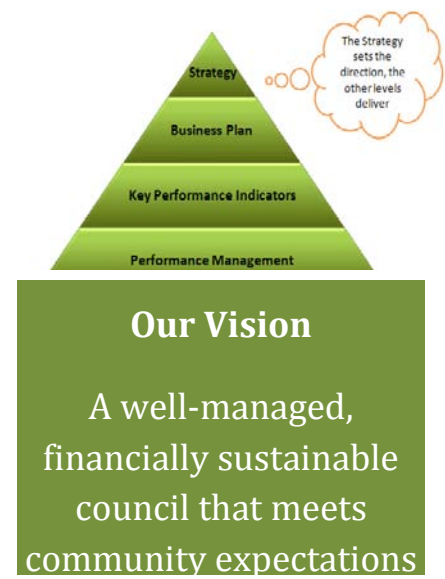 Strategy
The Strategy
sets the
direction, the
other levels
deliver
Business Plan
Key Performance Indicators
Performance Management
Our Vision
A well-managed,
financially sustainable
council that meets
community expectations